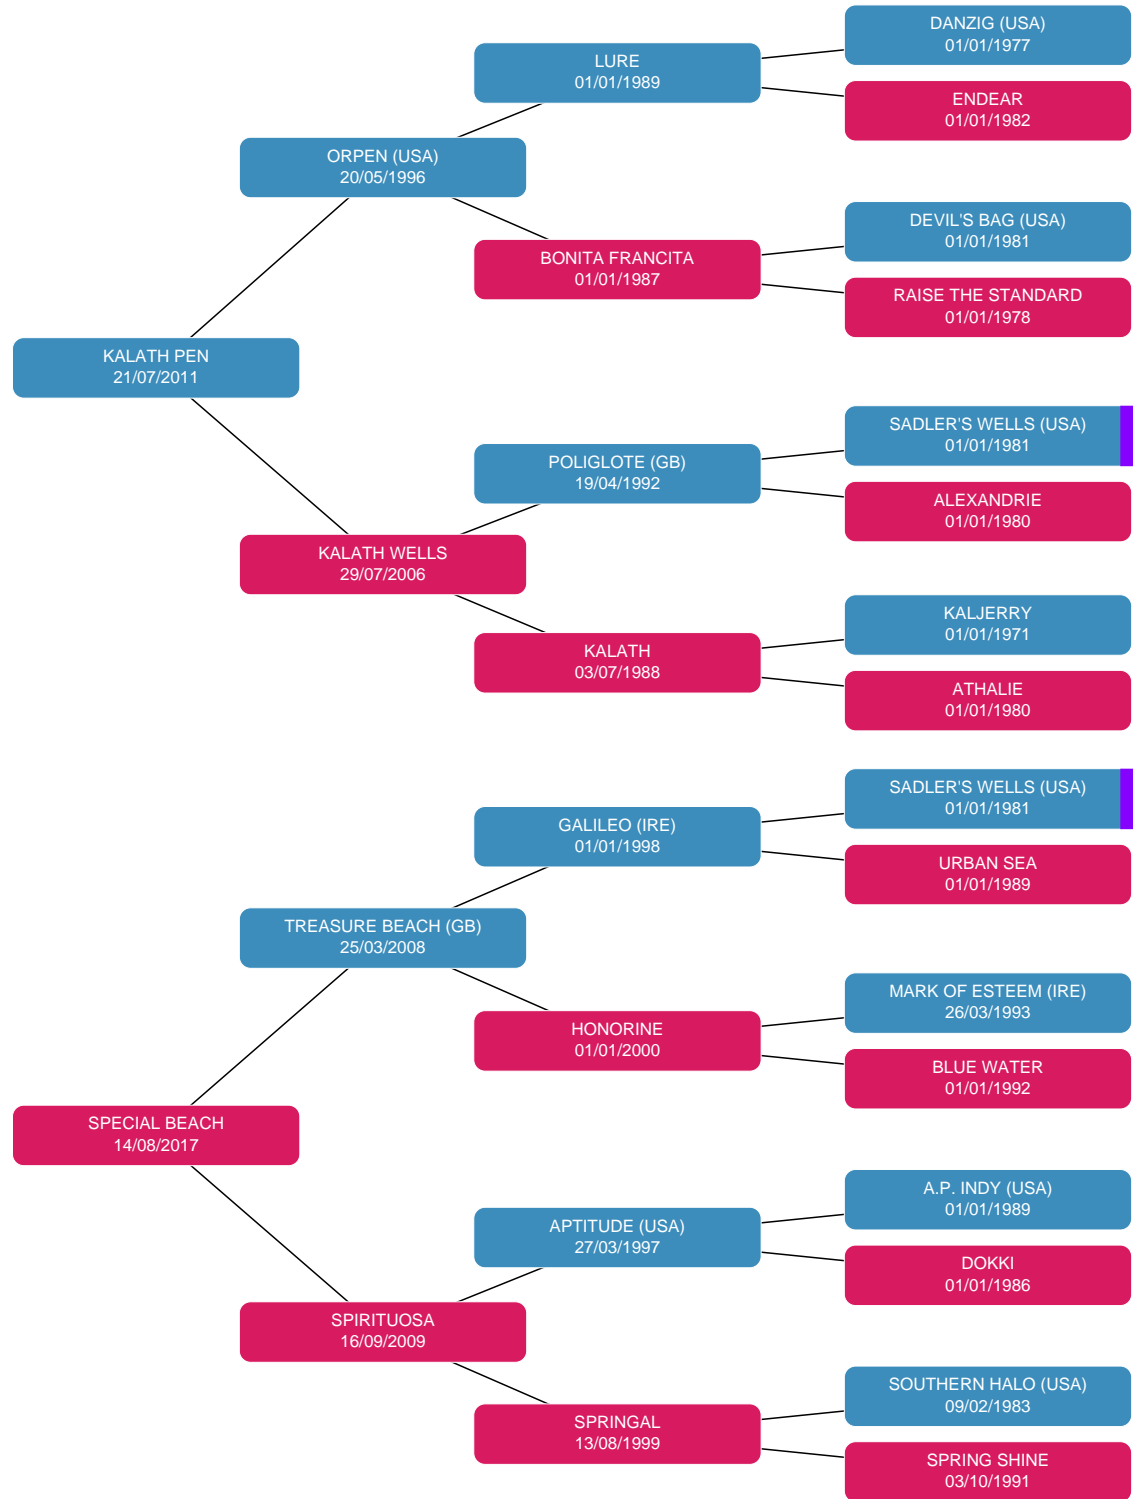 DANZIG (USA)
01/01/1977
LURE
01/01/1989
ENDEAR
01/01/1982
ORPEN (USA)
20/05/1996
DEVIL'S BAG (USA)
01/01/1981
BONITA FRANCITA
01/01/1987
RAISE THE STANDARD
01/01/1978
KALATH PEN
21/07/2011
SADLER'S WELLS (USA)
01/01/1981
POLIGLOTE (GB)
19/04/1992
ALEXANDRIE
01/01/1980
KALATH WELLS
29/07/2006
KALJERRY
01/01/1971
KALATH
03/07/1988
ATHALIE
01/01/1980
SADLER'S WELLS (USA)
01/01/1981
GALILEO (IRE)
01/01/1998
URBAN SEA
01/01/1989
TREASURE BEACH (GB)
25/03/2008
MARK OF ESTEEM (IRE)
26/03/1993
HONORINE
01/01/2000
BLUE WATER
01/01/1992
SPECIAL BEACH
14/08/2017
A.P. INDY (USA)
01/01/1989
APTITUDE (USA)
27/03/1997
DOKKI
01/01/1986
SPIRITUOSA
16/09/2009
SOUTHERN HALO (USA)
09/02/1983
SPRINGAL
13/08/1999
SPRING SHINE
03/10/1991